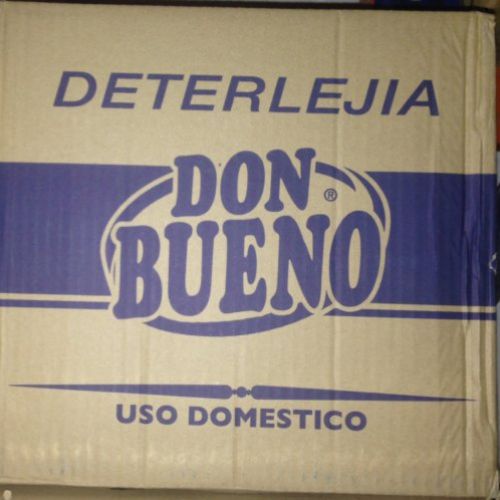 DETERLEJIA
DON
BUENO ®
USO DOMESTICO